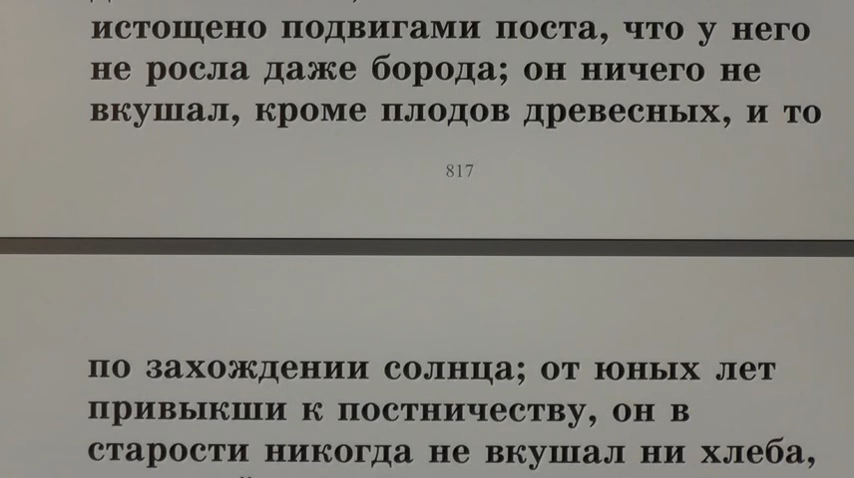 истощено подвигами поста, что у него
не росла даже борода; он ничего не
вкушал, кроме плодов древесных, и то
817
по захождении солнца; от юных лет
привыкши к постничеству, он в
старости никогда не вкушал ни хлеба,